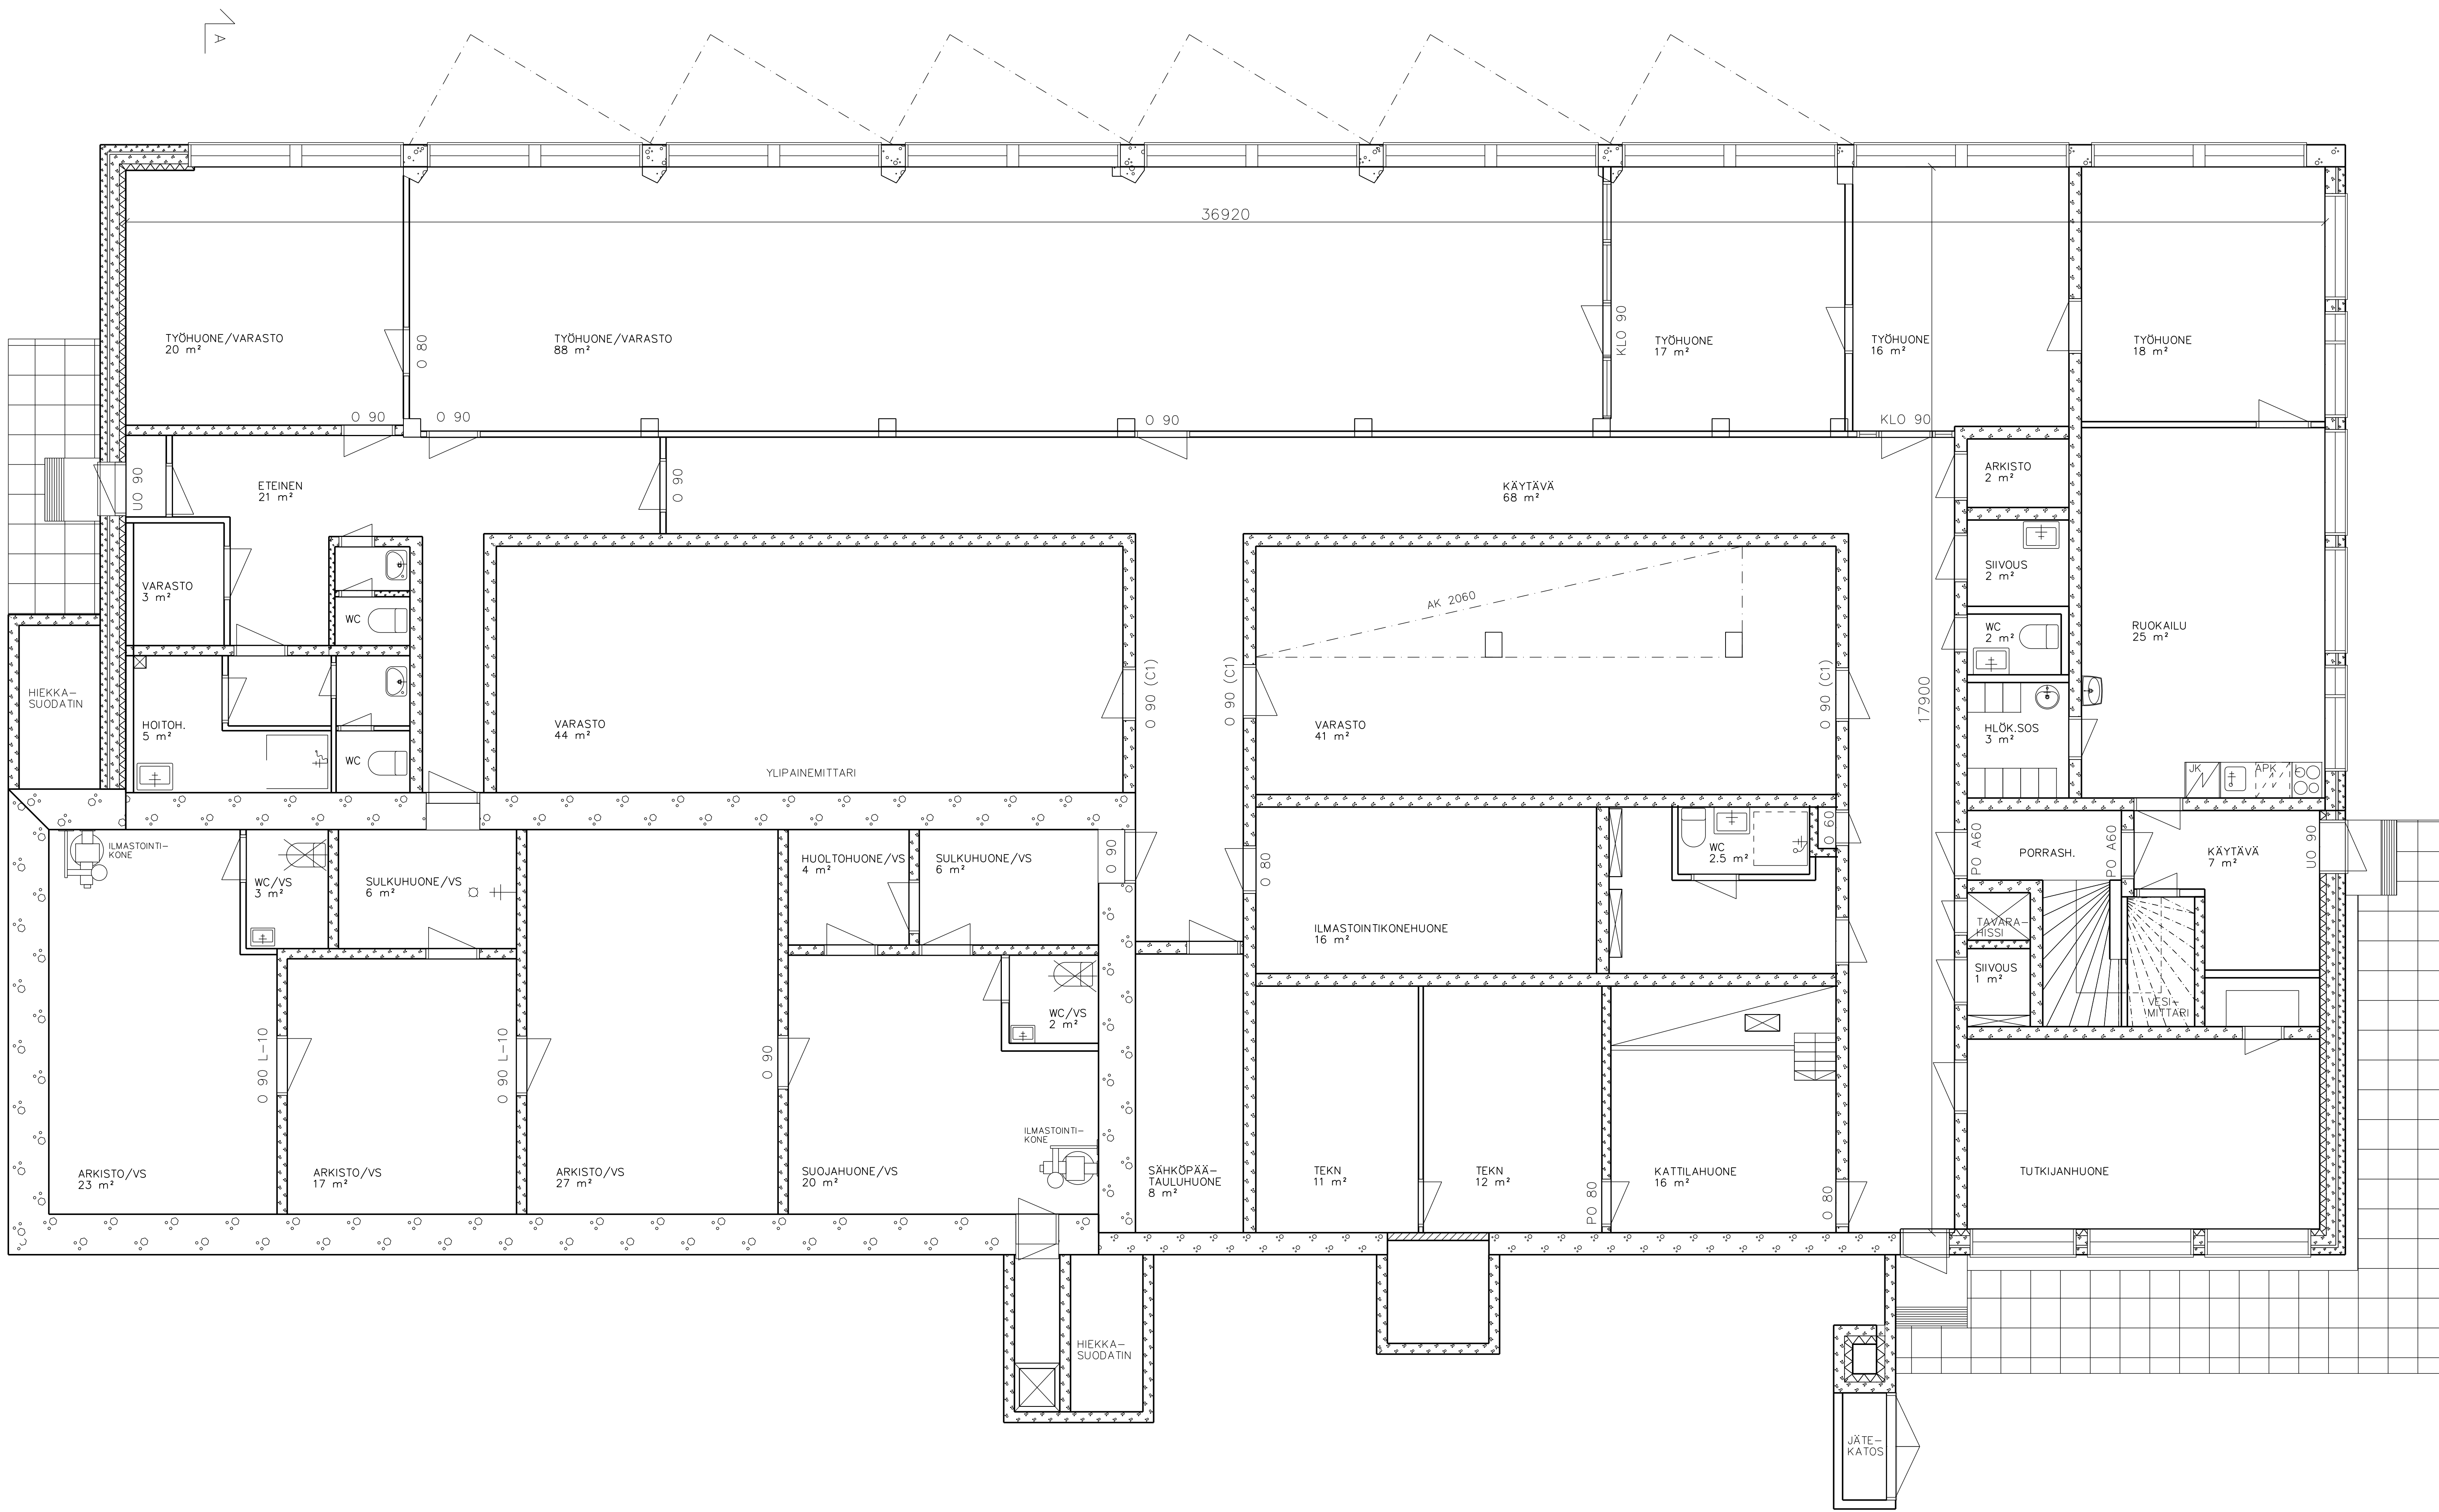 A
36920
TYÖHUONE/VARASTO
20 m²
O 80
TYÖHUONE/VARASTO
88 m²
KLO 90
TYÖHUONE
17 m²
TYÖHUONE
16 m²
TYÖHUONE
18 m²
O 90
O 90
O 90
KLO 90
UO 90
ETEINEN
21 m²
O 90
KÄYTÄVÄ
68 m²
ARKISTO
2 m²
VARASTO
3 m²
WC
AK 2060
SIIVOUS
2 m²
WC
2 m²
RUOKAILU
25 m²
HIEKKA-
SUODATIN
HOITOH.
5 m²
WC
VARASTO
44 m²
YLIPAINEMITTARI
O 90 (C1)
O 90 (C1)
VARASTO
41 m²
O 90 (C1)
17900
HLÖK.SOS
3 m²
JK
APK
L
ILMASTOINTI-
KONE
WC/VS
3 m²
SULKUHUONE/VS
6 m²
HUOLTOHUONE/VS
4 m²
SULKUHUONE/VS
6 m²
O 90
O 80
WC
2.5 m²
O 60
PO A60
PORRASH.
PO A60
KÄYTÄVÄ
7 m²
UO 90
ILMASTOINTIKONEHUONE
16 m²
TAVARA-
HISSI
SIIVOUS
1 m²
VESI-
MITTARI
WC/VS
2 m²
O 90 L-10
O 90 L-10
O 90
ILMASTOINTI-
KONE
ARKISTO/VS
23 m²
ARKISTO/VS
17 m²
ARKISTO/VS
27 m²
SUOJAHUONE/VS
20 m²
SÄHKÖPÄÄ-
TAULUHUONE
8 m²
TEKN
11 m²
TEKN
12 m²
PO 80
KATTILAHUONE
16 m²
O 80
TUTKIJANHUONE
HIEKKA-
SUODATIN
JÄTE-
KATOS